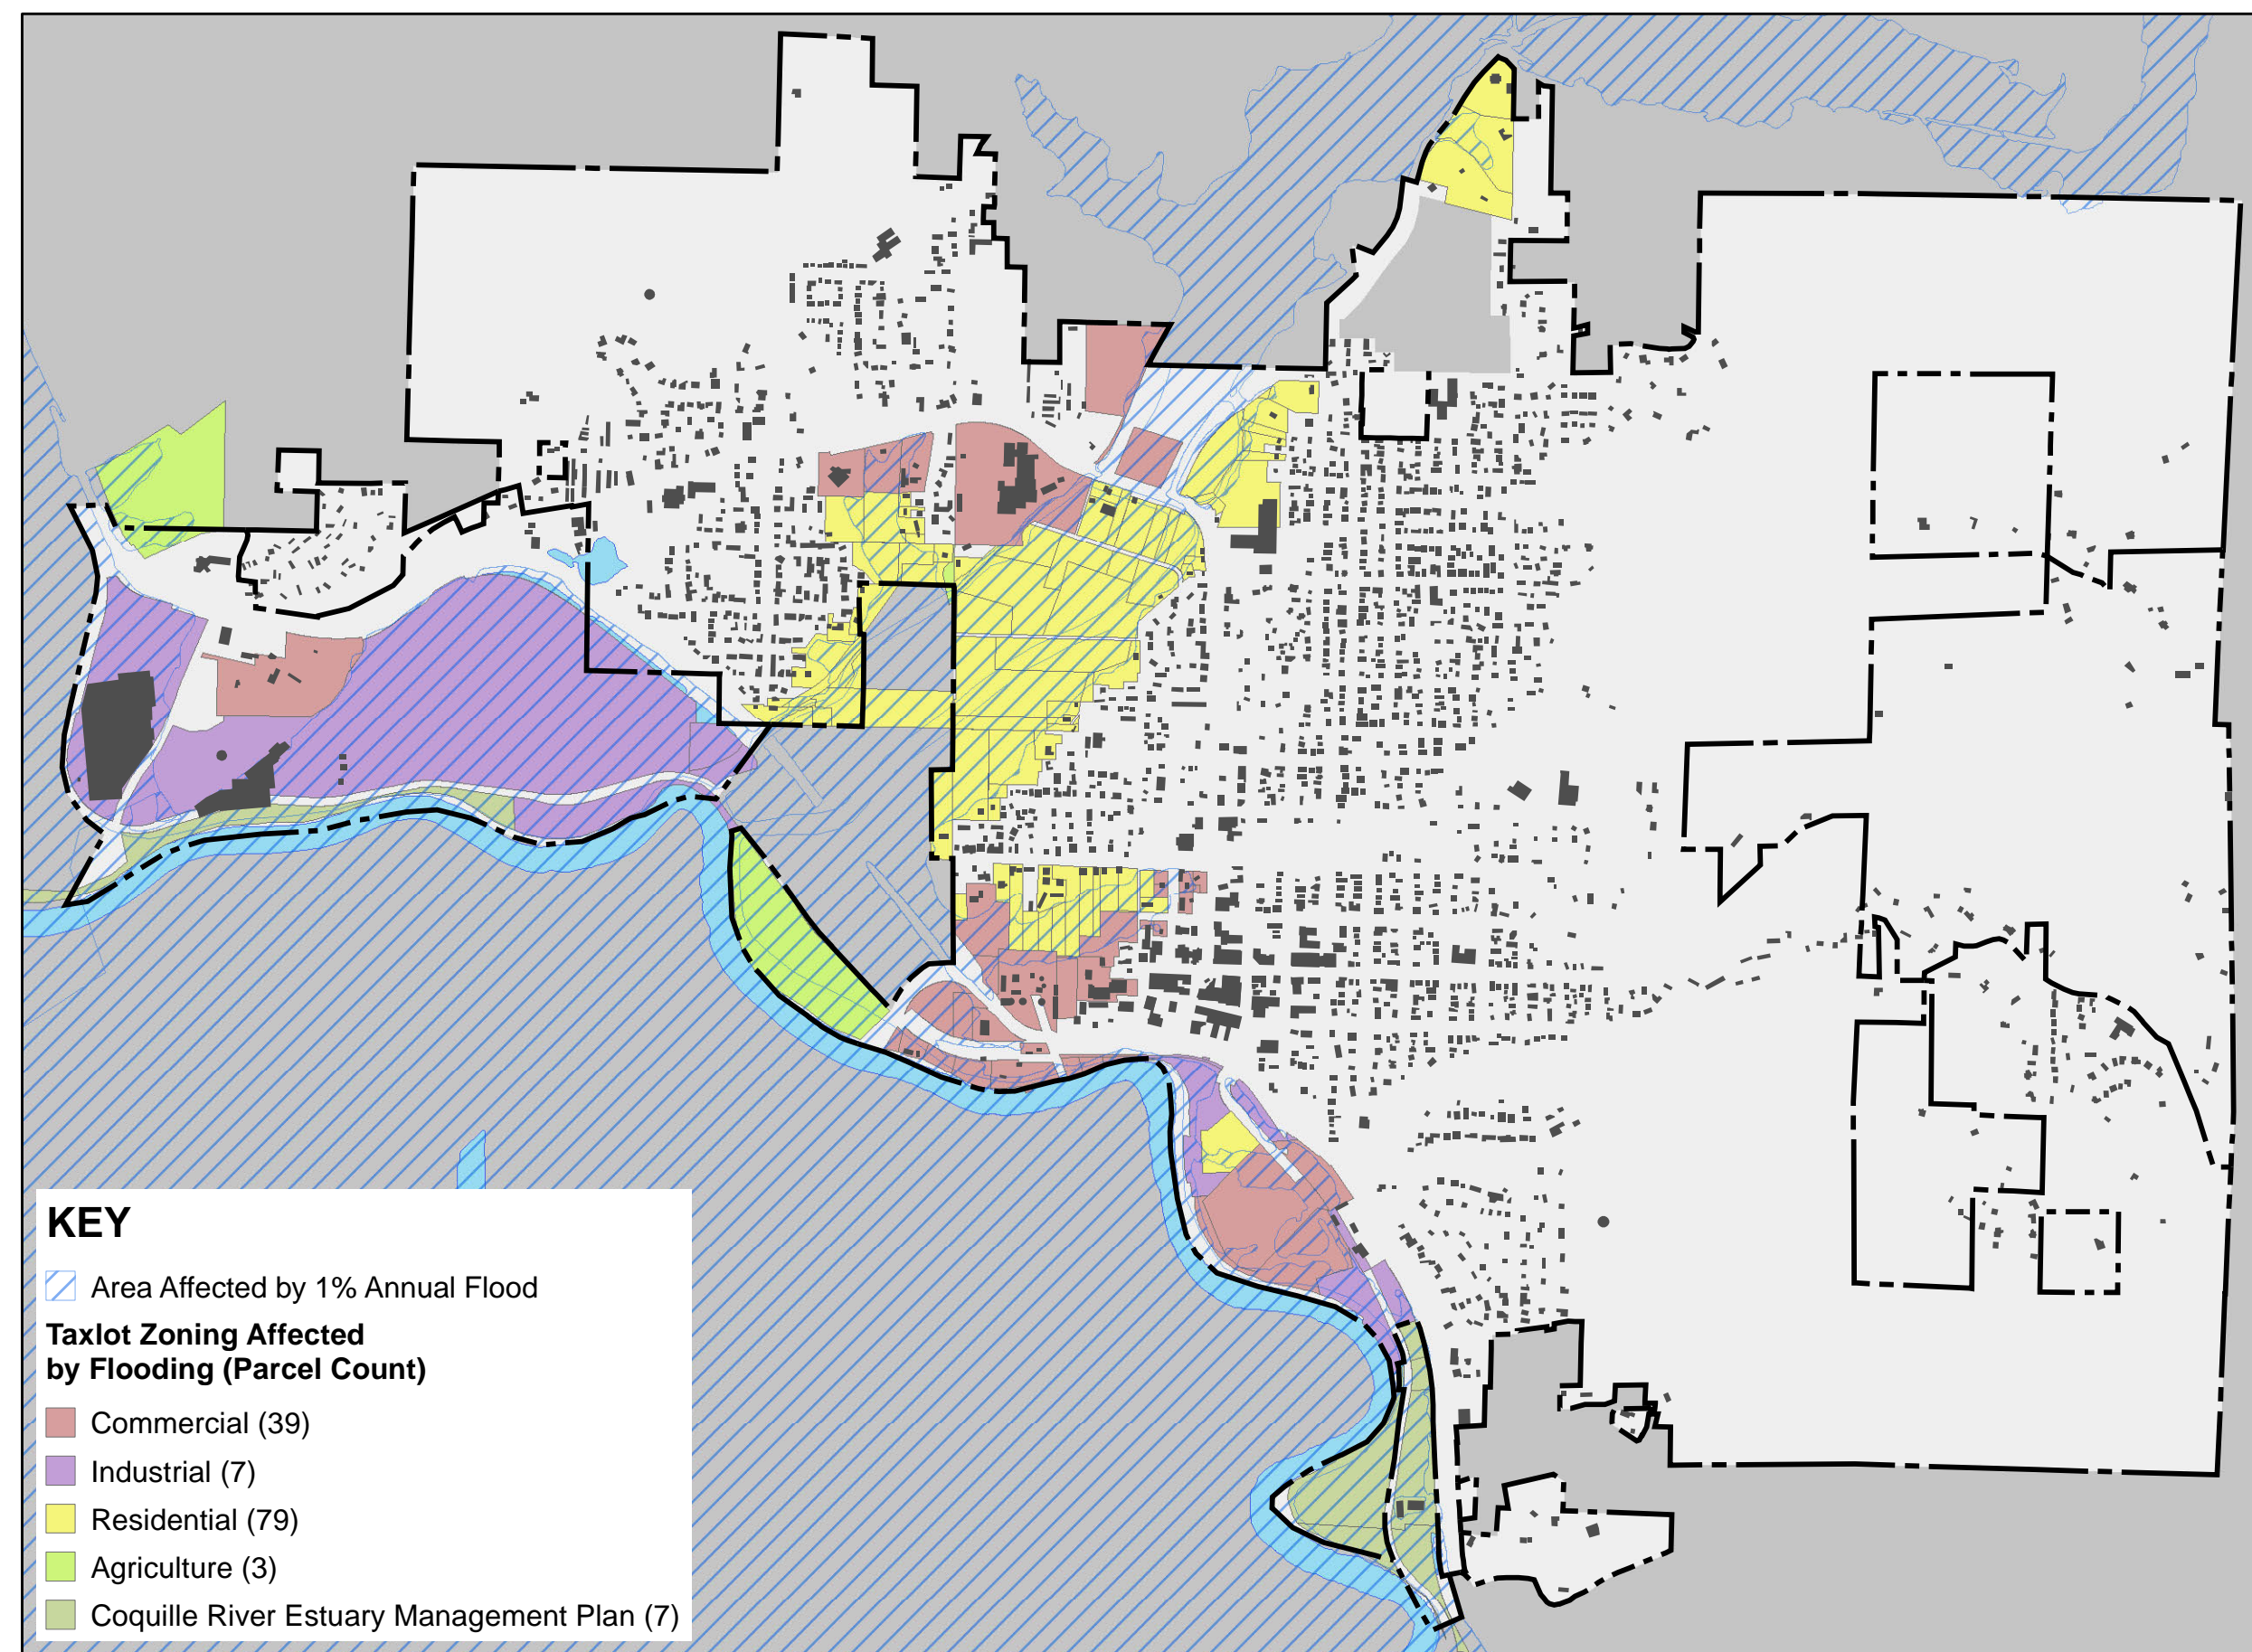 KEY
Area Affected by 1% Annual Flood
Taxlot Zoning Affected
by Flooding (Parcel Count)
Commercial (39)
Industrial (7)
Residential (79)
Agriculture (3)
Coquille River Estuary Management Plan (7)